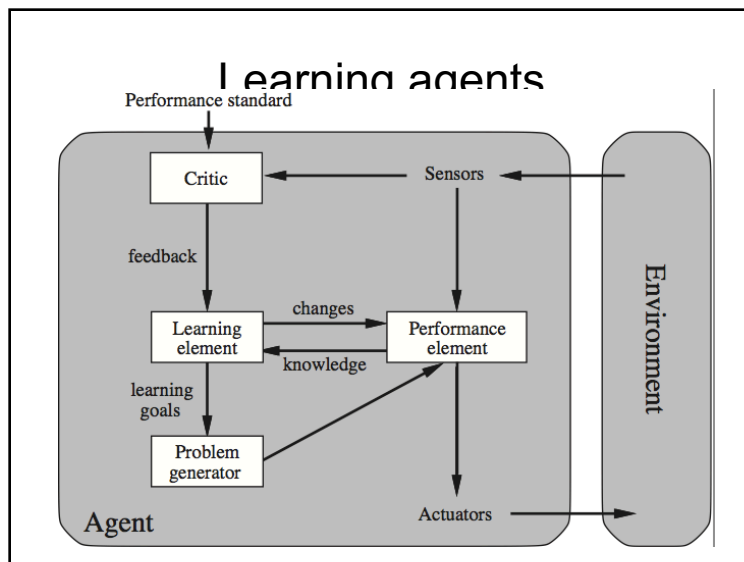 Learning agents
Performance standard
Critic
Sensors
feedback
changes
Learning
element
Performance
element
knowledge
learning
goals
Problem
generator
Agent
Actuators
Environment